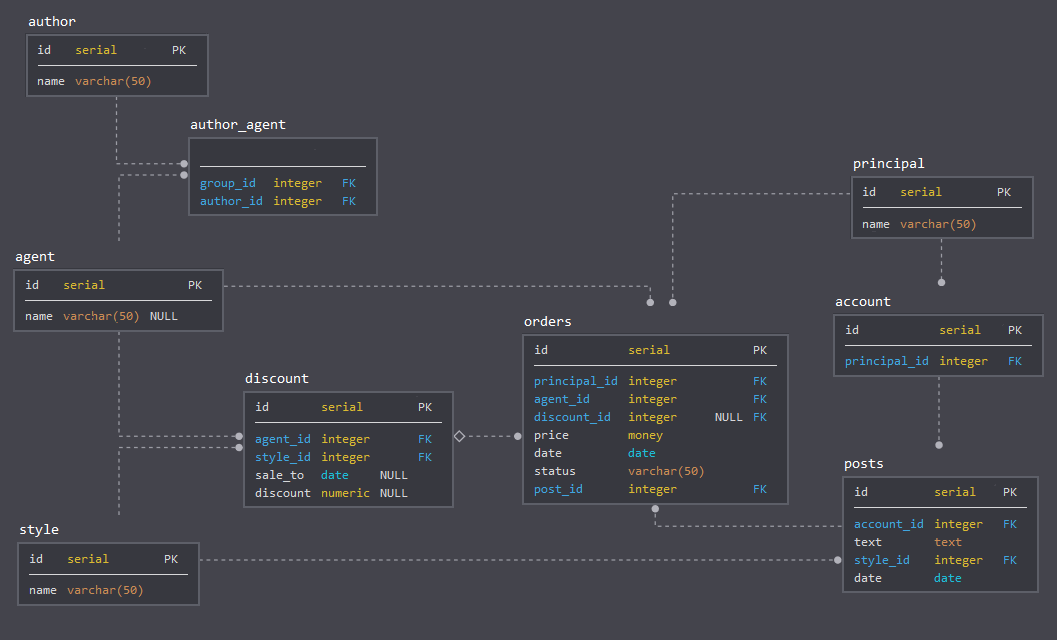 author
id serial PK
name varchar(50)
author_agent
group_id integer FK
author_id integer FK
principal
id serial PK
name varchar(50)
agent
id serial PK
name varchar(50) NULL
account
id serial PK
principal_id integer FK
orders
id serial PK
principal_id integer FK
agent_id integer FK
discount_id integer NULL FK
price money
date date
status varchar(50)
post_id integer FK
discount
id serial PK
agent_id integer FK
style_id integer FK
sale_to date NULL
discount numeric NULL
posts
id serial PK
account_id integer FK
text text
style_id integer FK
date date
style
id serial PK
name varchar(50)